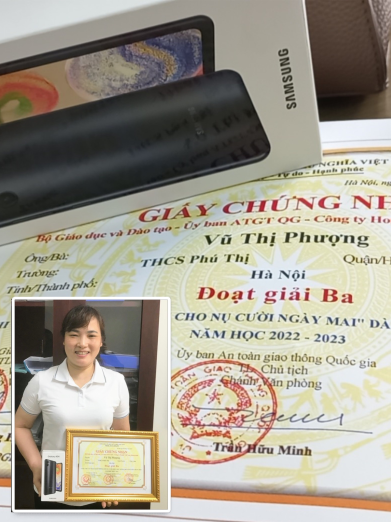 SAMSUNG
NGHĨA VIỆT
Tự do - Hạnh phúc
Hà Nội,
GIẤY CHỨNG NH
Bộ Giáo dục và Đào tạo - Ủy ban ATGT QG - Công ty Ho
Ông/Bà: Vũ Thị Phượng
Trường: THCS Phú Thị Quận/H
Tỉnh/Thành phố: Hà Nội
Đoạt giải Ba
CHO NỤ CƯỜI NGÀY MAI" DÀ
NĂM HỌC 2022 - 2023
Ủy ban An toàn giao thông Quốc gia
TL. Chủ tịch
Chánh Văn phòng
Trần Hữu Minh